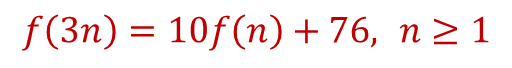 f(3n) = 10f(n) + 76, n ≥ 1